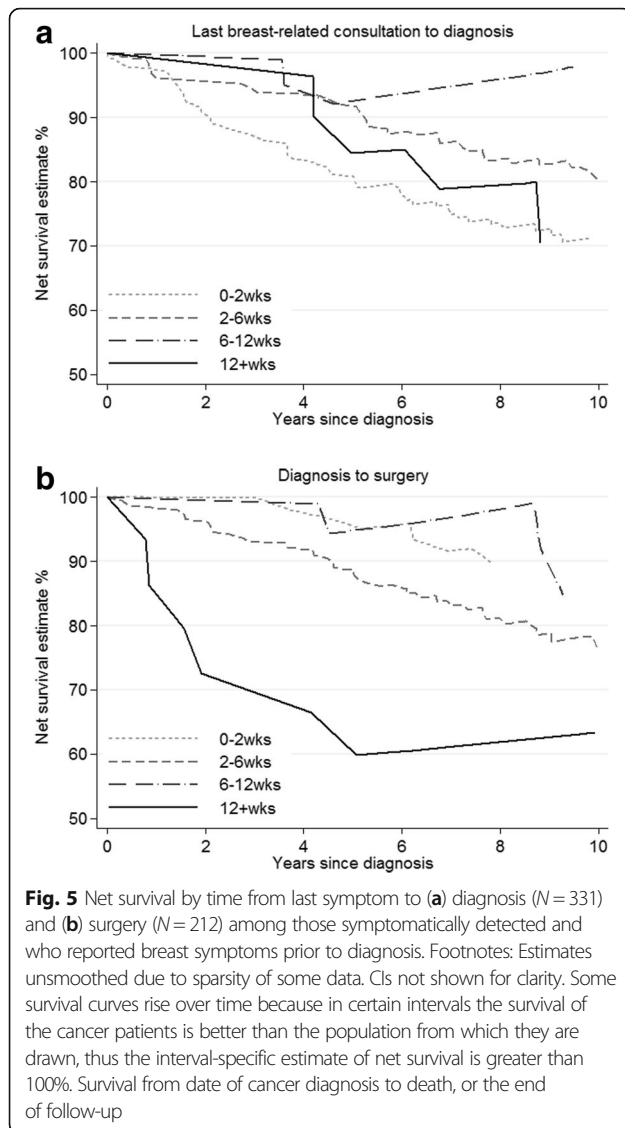 a
Last breast-related consultation to diagnosis
100
90
80
70
60
50
Net survival estimate %
0-2wks
2-6wks
6-12wks
12+wks
0 2 4 6 8 10
Years since diagnosis
b
Diagnosis to surgery
100
90
80
70
60
50
Net survival estimate %
0-2wks
2-6wks
6-12wks
12+wks
0 2 4 6 8 10
Years since diagnosis
Fig. 5 Net survival by time from last symptom to (a) diagnosis (N = 331)
and (b) surgery (N = 212) among those symptomatically detected and
who reported breast symptoms prior to diagnosis. Footnotes: Estimates
unsmoothed due to sparsity of some data. CIs not shown for clarity. Some
survival curves rise over time because in certain intervals the survival of
the cancer patients is better than the population from which they are
drawn, thus the interval-specific estimate of net survival is greater than
100%. Survival from date of cancer diagnosis to death, or the end
of follow-up